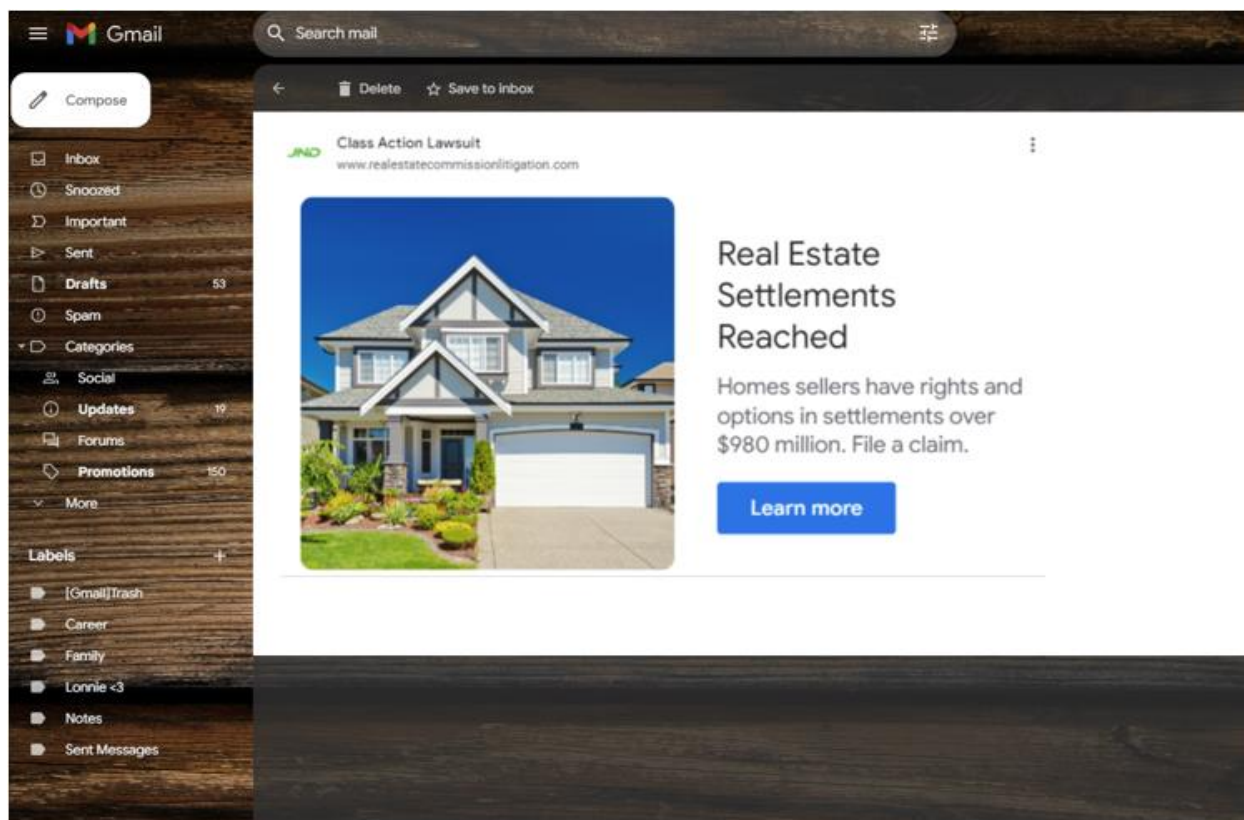 Gmail
Search mail
Compose
Delete
Save to inbox
Inbox
Snoozed
Important
Sent
Drafts 53
Spam
Categories
Social
Updates 19
Forums
Promotions 150
More
Labels +
[Gmail]Trash
Career
Family
Lonnie <3
Notes
Sent Messages
JND
Class Action Lawsuit
www.realestatecommissionlitigation.com
Real Estate
Settlements
Reached
Homes sellers have rights and
options in settlements over
$980 million. File a claim.
Learn more